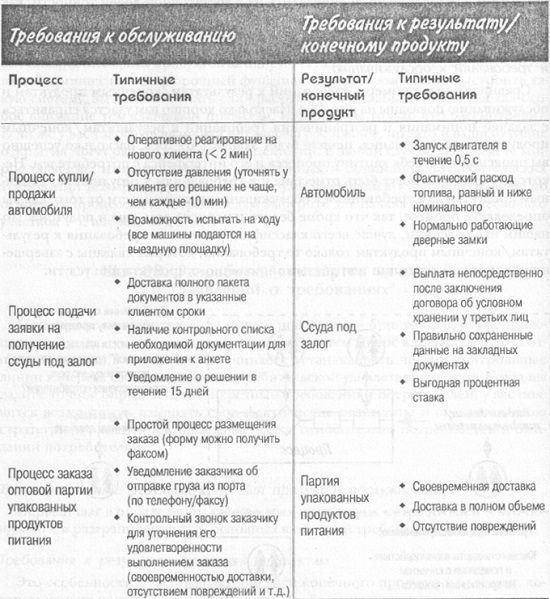 Требования к обслуживанию
Требования к результату/
конечному продукту
Процесс
Типичные
требования
Результат/
конечный
продукт
Типичные
требования
Процесс купли/
продажи
автомобиля
• Оперативное реагирование на
нового клиента (< 2 мин)
• Отсутствие давления (уточнять у
клиента его решение не чаще,
чем каждые 10 мин)
• Возможность испытать на ходу
(все машины подаются на
выездную площадку)
Автомобиль
• Запуск двигателя в
течение 0,5 с
• Фактический расход
топлива, равный и ниже
номинального
• Нормально работающие
дверные замки
Процесс подачи
заявки на
получение
ссуды под залог
• Доставка полного пакета
документов в указанные
клиентом сроки
• Наличие контрольного списка
необходимой документации для
приложения к анкете
• Уведомление о решении в
течение 15 дней
Ссуда под
залог
• Выплата непосредственно
после заключения
договора об условном
хранении у третьих лиц
• Правильно сохраненные
данные на закладных
документах
• Выгодная процентная
ставка
Процесс заказа
оптовой партии
упакованных
продуктов
питания
• Простой процесс размещения
заказа (форму можно получить
факсом)
• Уведомление заказчика об
отправке груза из порта
(по телефону/факсу)
• Контрольный звонок заказчику
для уточнения его
удовлетворенности
выполнением заказа
(своевременностью доставки,
отсутствием повреждений и т.д.)
Партия
упакованных
продуктов
питания
• Своевременная доставка
• Доставка в полном объеме
• Отсутствие повреждений